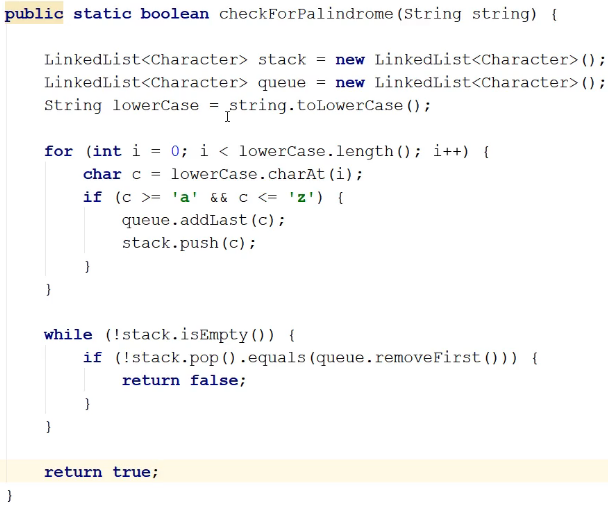 public static boolean checkForPalindrome(String string) {
LinkedList<Character> stack = new LinkedList<Character>();
LinkedList<Character> queue = new LinkedList<Character>();
String lowerCase = string.toLowerCase();
for (int i = 0; i < lowerCase.length(); i++) {
char c = lowerCase.charAt(i);
if (c >= 'a' && c <= 'z') {
queue.addLast(c);
stack.push(c);
}
}
while (!stack.isEmpty()) {
if (!stack.pop().equals(queue.removeFirst())) {
return false;
}
}
return true;
}